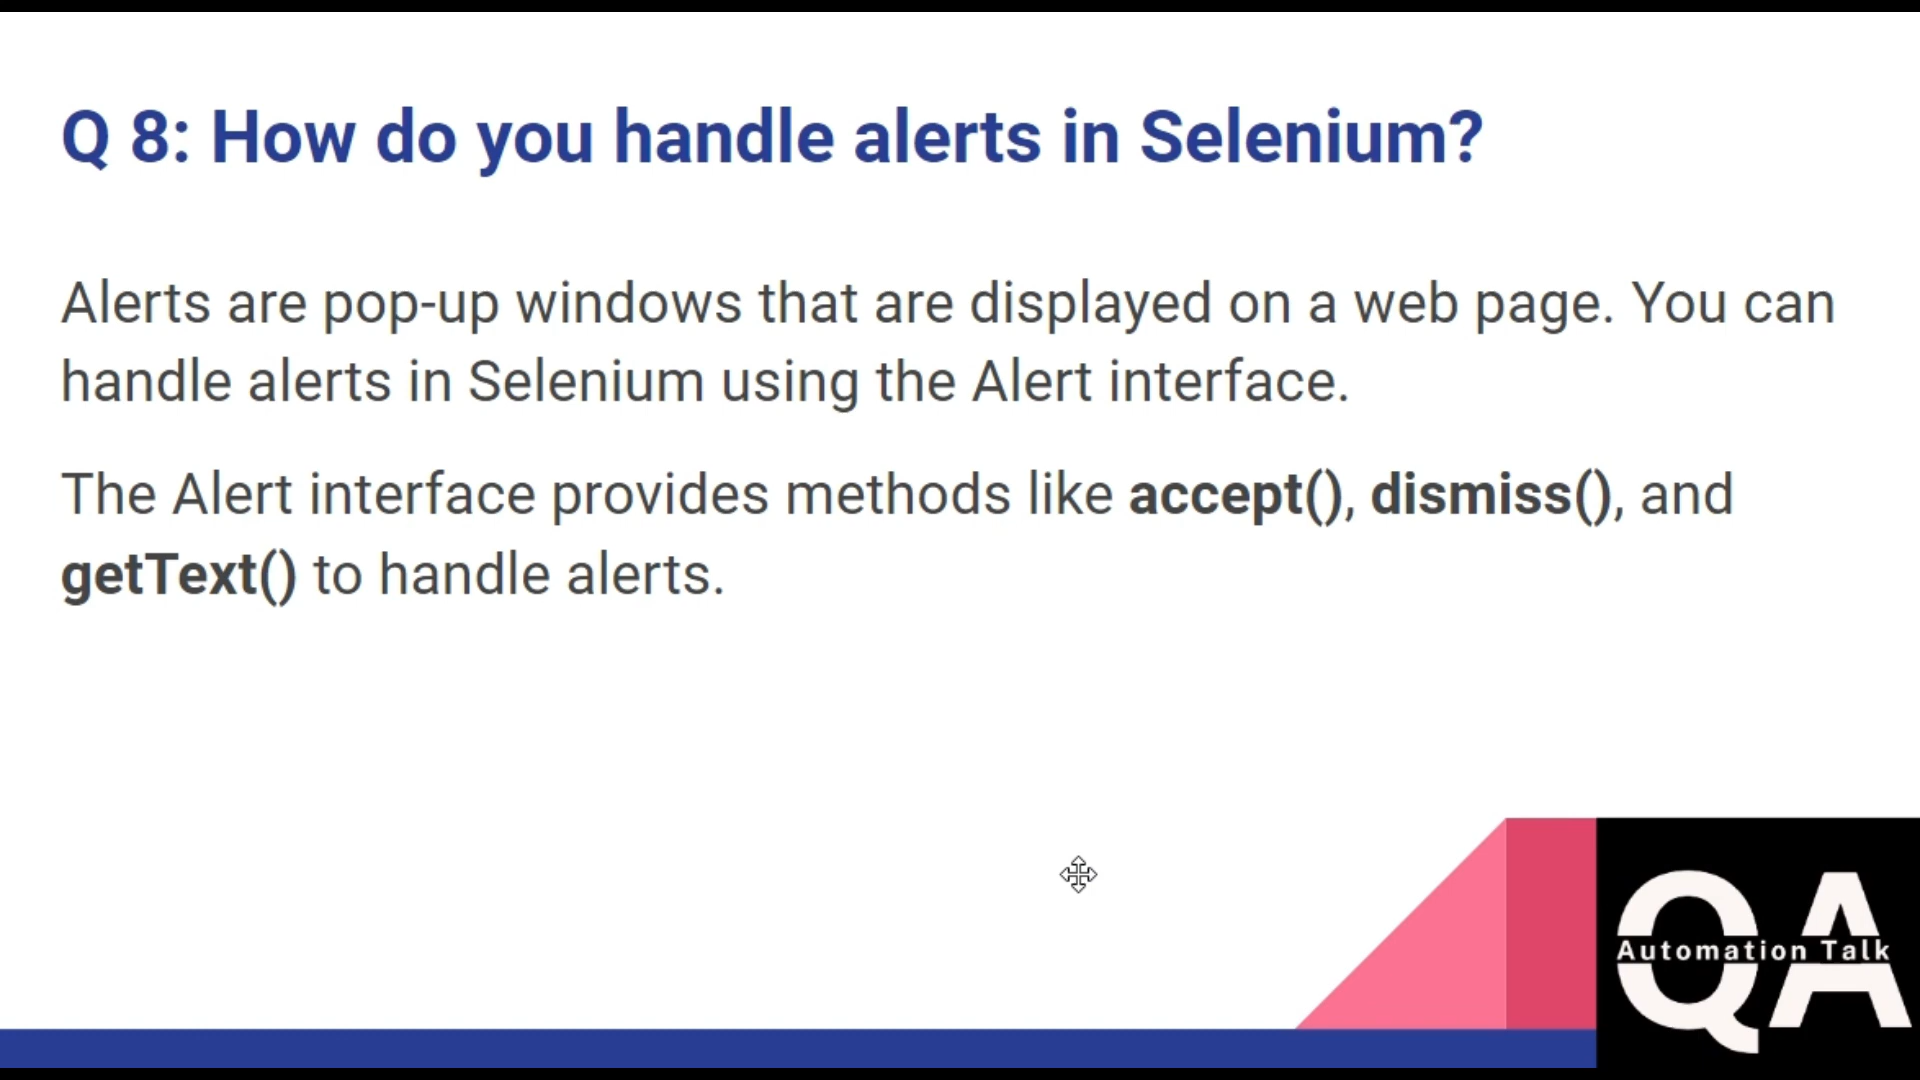 Q 8: How do you handle alerts in Selenium?
Alerts are pop-up windows that are displayed on a web page. You can
handle alerts in Selenium using the Alert interface.
The Alert interface provides methods like accept(), dismiss(), and
getText() to handle alerts.
QA
Automation Talk